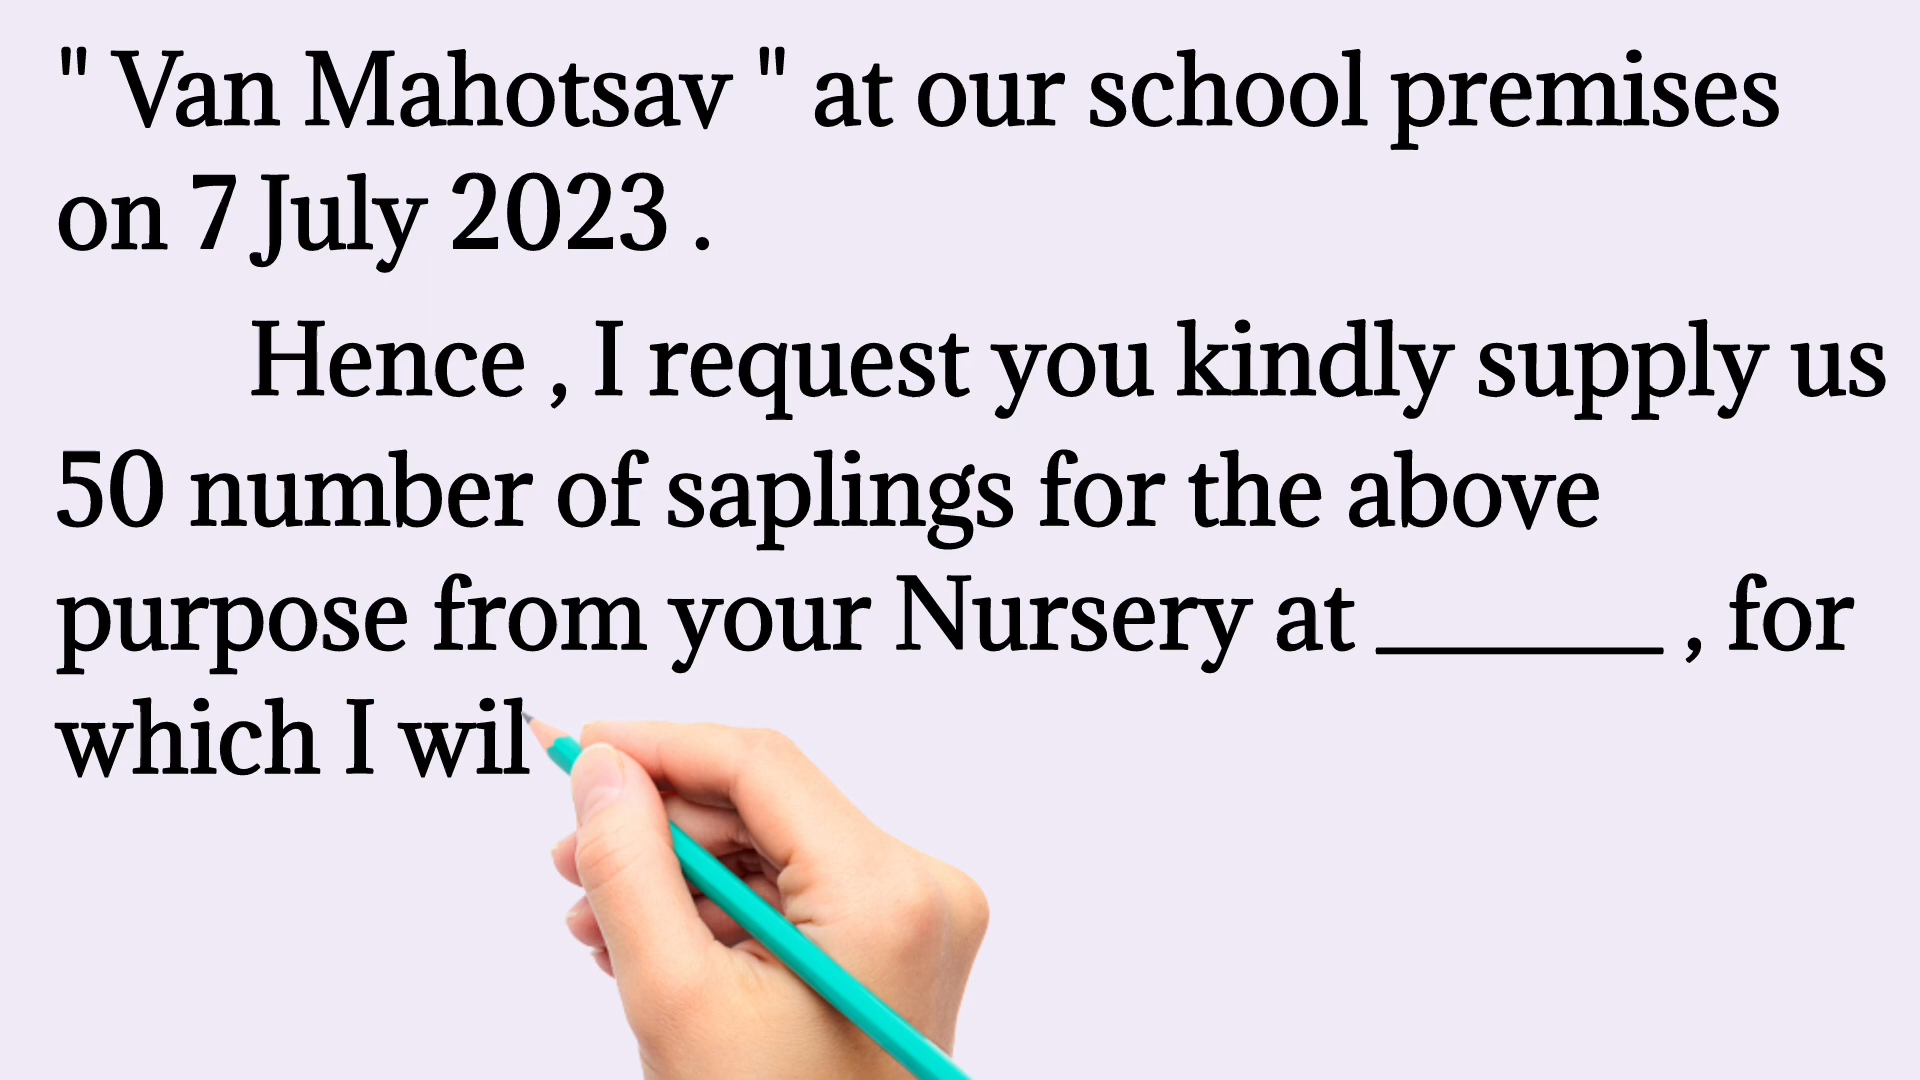 " Van Mahotsav " at our school premises
on 7 July 2023 .
Hence , I request you kindly supply us
50 number of saplings for the above
purpose from your Nursery at ______ , for
which I wil